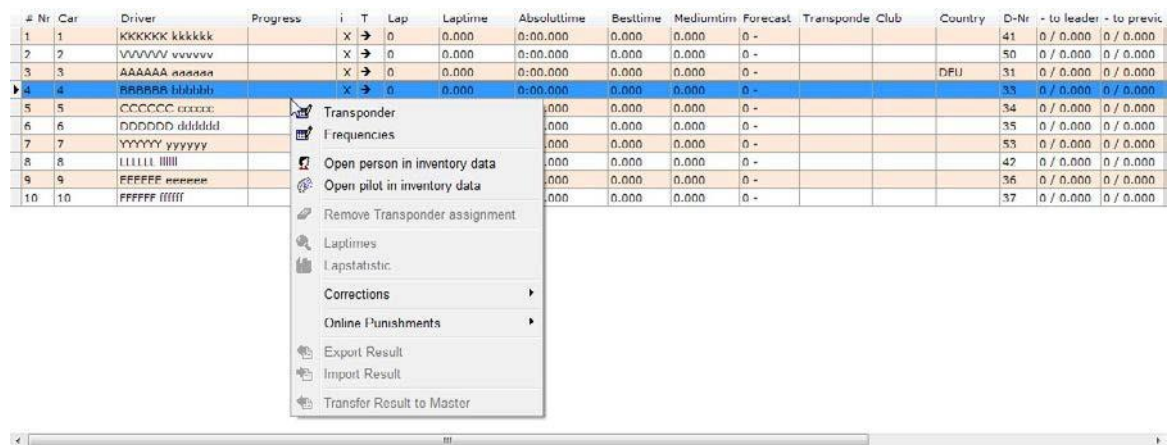 # Nr Car Driver Progress i T Lap Laptime Absoluttime Besttime Mediumtim Forecast Transponde Club Country D-Nr - to leader - to previc
1 1 KKKKKK kkkkkk X → 0 0.000 0:00.000 0.000 0.000 0 - 41 0 / 0.000 0 / 0.000
2 2 VVVVVV vvvvvv X → 0 0.000 0:00.000 0.000 0.000 0 - 50 0 / 0.000 0 / 0.000
3 3 AAAAAA aaaaaa X → 0 0.000 0:00.000 0.000 0.000 0 - DEU 31 0 / 0.000 0 / 0.000
4 4 BBBBBB bbbbbb X → 0 0.000 0:00.000 0.000 0.000 0 - 33 0 / 0.000 0 / 0.000
5 5 CCCCCC cccccc .000 0.000 0.000 0 - 34 0 / 0.000 0 / 0.000
6 6 DDDDDD dddddd .000 0.000 0.000 0 - 35 0 / 0.000 0 / 0.000
7 7 YYYYYY yyyyyy .000 0.000 0.000 0 - 53 0 / 0.000 0 / 0.000
8 8 LLLLLL llllll .000 0.000 0.000 0 - 42 0 / 0.000 0 / 0.000
9 9 EEEEEE eeeeee .000 0.000 0.000 0 - 36 0 / 0.000 0 / 0.000
10 10 FFFFFF ffffff .000 0.000 0.000 0 - 37 0 / 0.000 0 / 0.000
Transponder
Frequencies
Open person in inventory data
Open pilot in inventory data
Remove Transponder assignment
Laptimes
Lapstatistic
Corrections
Online Punishments
Export Result
Import Result
Transfer Result to Master